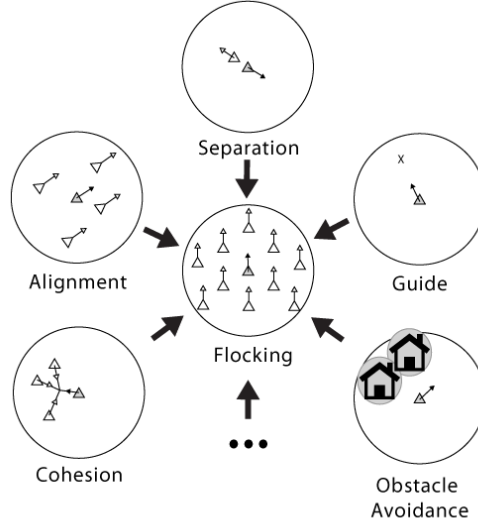 Separation
Alignment
X
Guide
Flocking
Cohesion
...
Obstacle
Avoidance